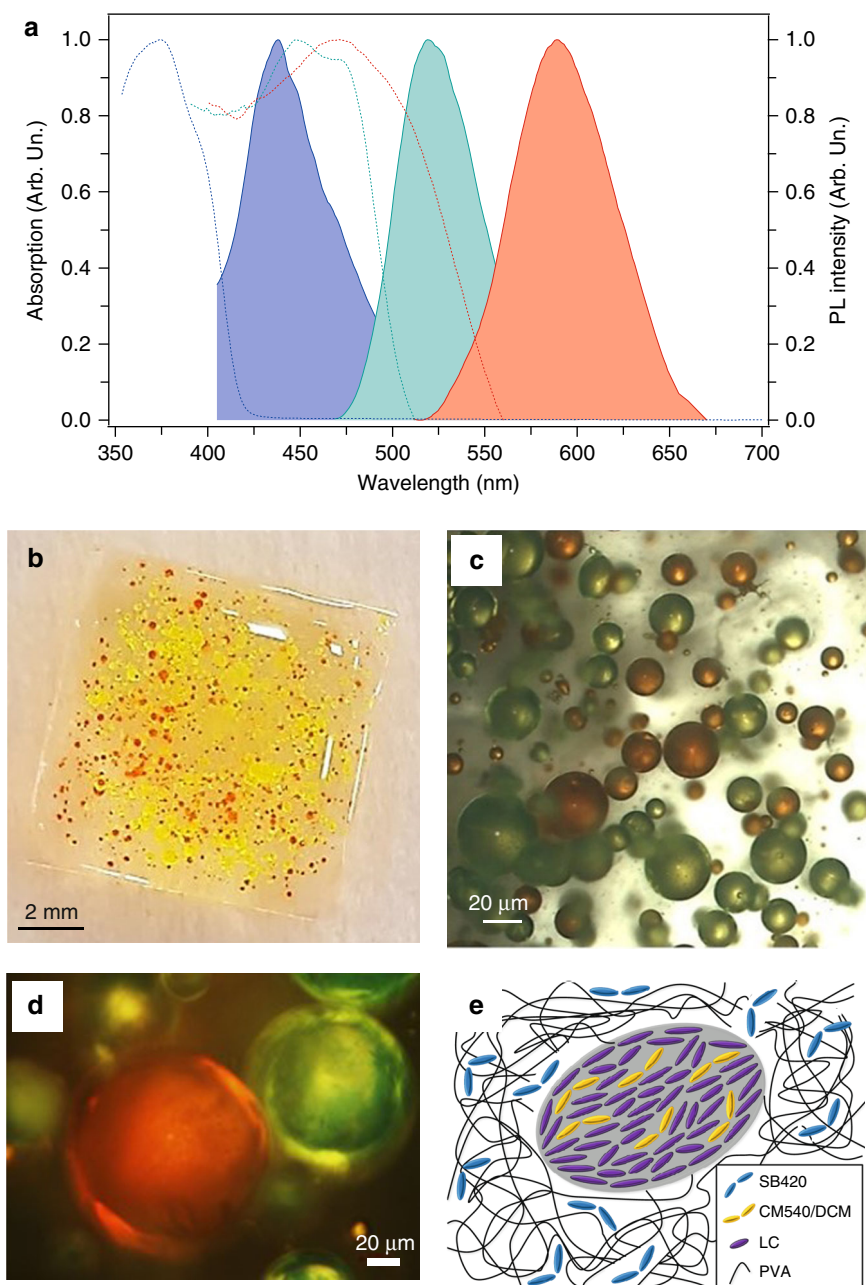 a
1.0
0.8
0.6
0.4
0.2
0.0
Absorption (Arb. Un.)
1.0
0.8
0.6
0.4
0.2
0.0
PL intensity (Arb. Un.)
350 400 450 500 550 600 650 700
Wavelength (nm)
b
2 mm
c
20 μm
d
20 μm
e
SB420
CM540/DCM
LC
PVA